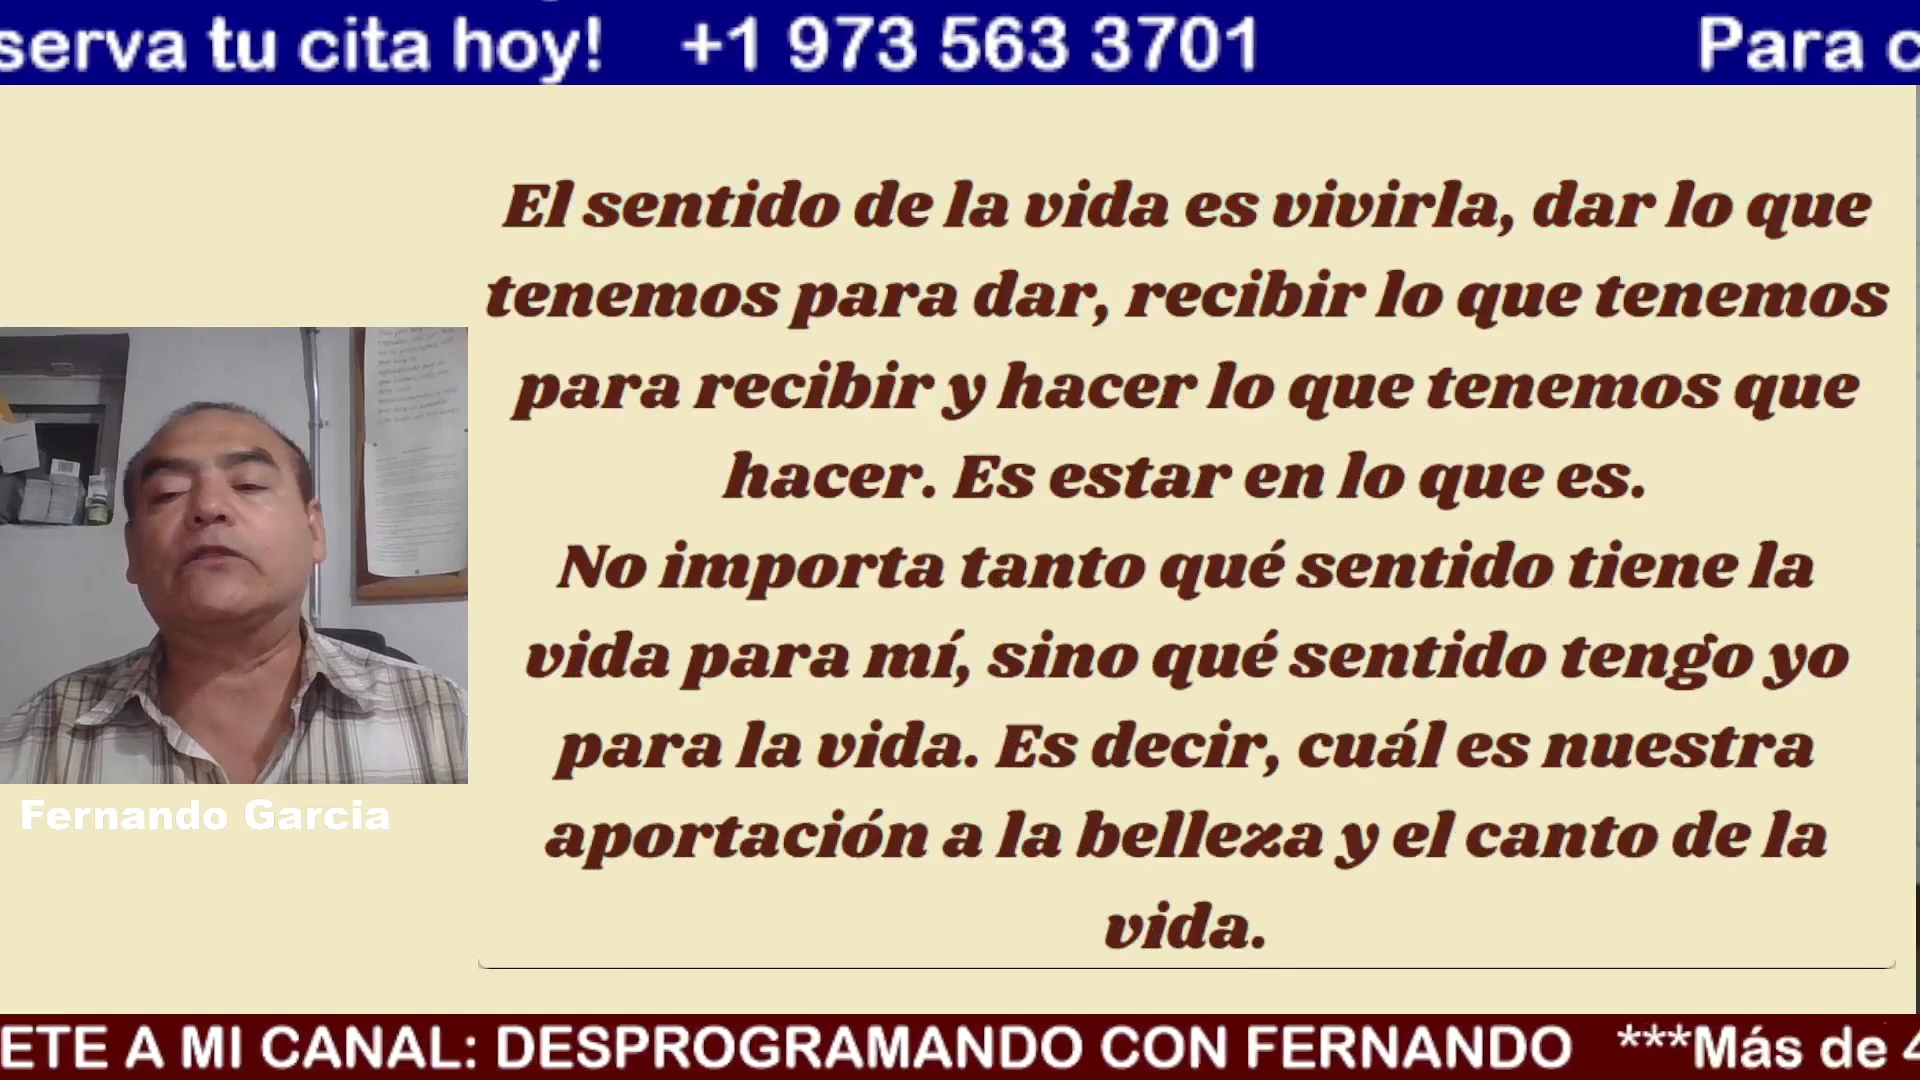 serva tu cita hoy! +1 973 563 3701 Para c
El sentido de la vida es vivirla, dar lo que
tenemos para dar, recibir lo que tenemos
para recibir y hacer lo que tenemos que
hacer. Es estar en lo que es.
No importa tanto qué sentido tiene la
vida para mí, sino qué sentido tengo yo
para la vida. Es decir, cuál es nuestra
aportación a la belleza y el canto de la
vida.
Fernando Garcia
ETE A MI CANAL: DESPROGRAMANDO CON FERNANDO ***Más de 4